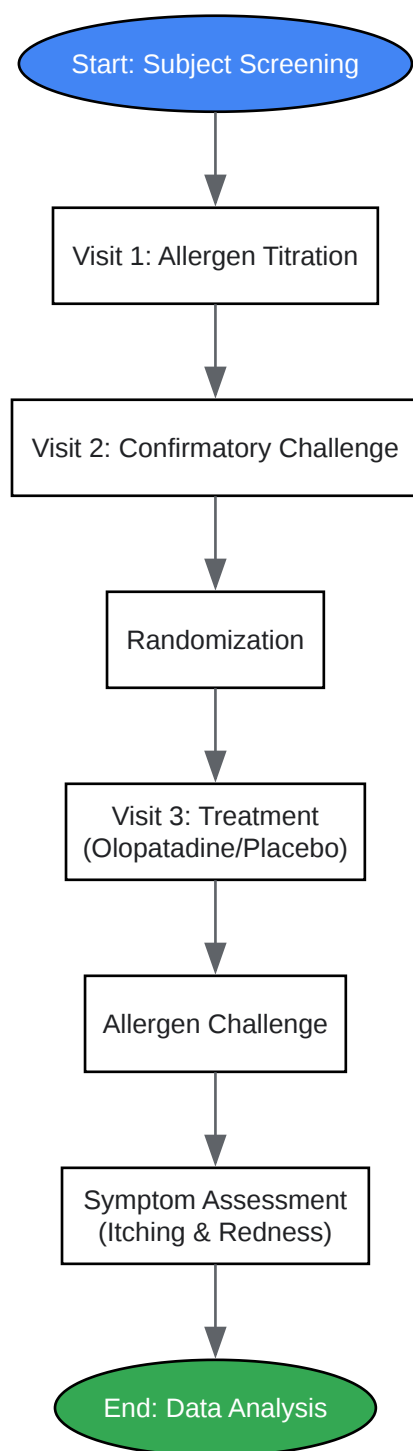 Start: Subject Screening
Visit 1: Allergen Titration
Visit 2: Confirmatory Challenge
Randomization
Visit 3: Treatment
(Olopatadine/Placebo)
Allergen Challenge
Symptom Assessment
(Itching & Redness)
End: Data Analysis